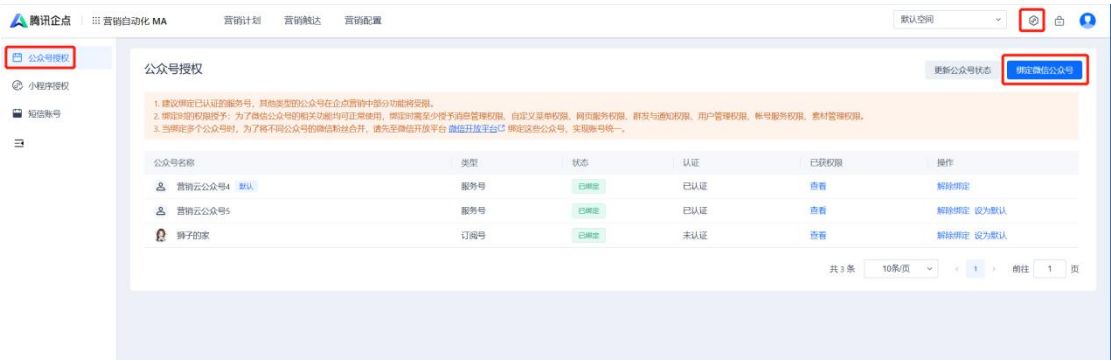 腾讯企点 营销自动化 MA 营销计划 营销触达 营销配置 默认空间
公众号授权
小程序授权
短信账号
公众号授权 更新公众号状态 绑定微信公众号
1. 建议绑定已认证的服务号，其他类型的公众号在企点营销中部分功能将受限。
2. 绑定时的权限授予：为了微信公众号的相关功能均可正常使用，绑定时需至少授予消息管理权限、自定义菜单权限、网页服务权限、群发与通知权限、用户管理权限、帐号服务权限、素材管理权限。
3. 当绑定多个公众号时，为了将不同公众号的微信粉丝合并，请先至微信开放平台 微信开放平台 绑定这些公众号，实现账号统一。
公众号名称 类型 状态 认证 已获权限 操作
营销云公众号4 默认 服务号 已绑定 已认证 查看 解除绑定
营销云公众号5 服务号 已绑定 已认证 查看 解除绑定 设为默认
狮子的家 订阅号 已绑定 未认证 查看 解除绑定 设为默认
共 3 条 10条/页 1 前往 1 页